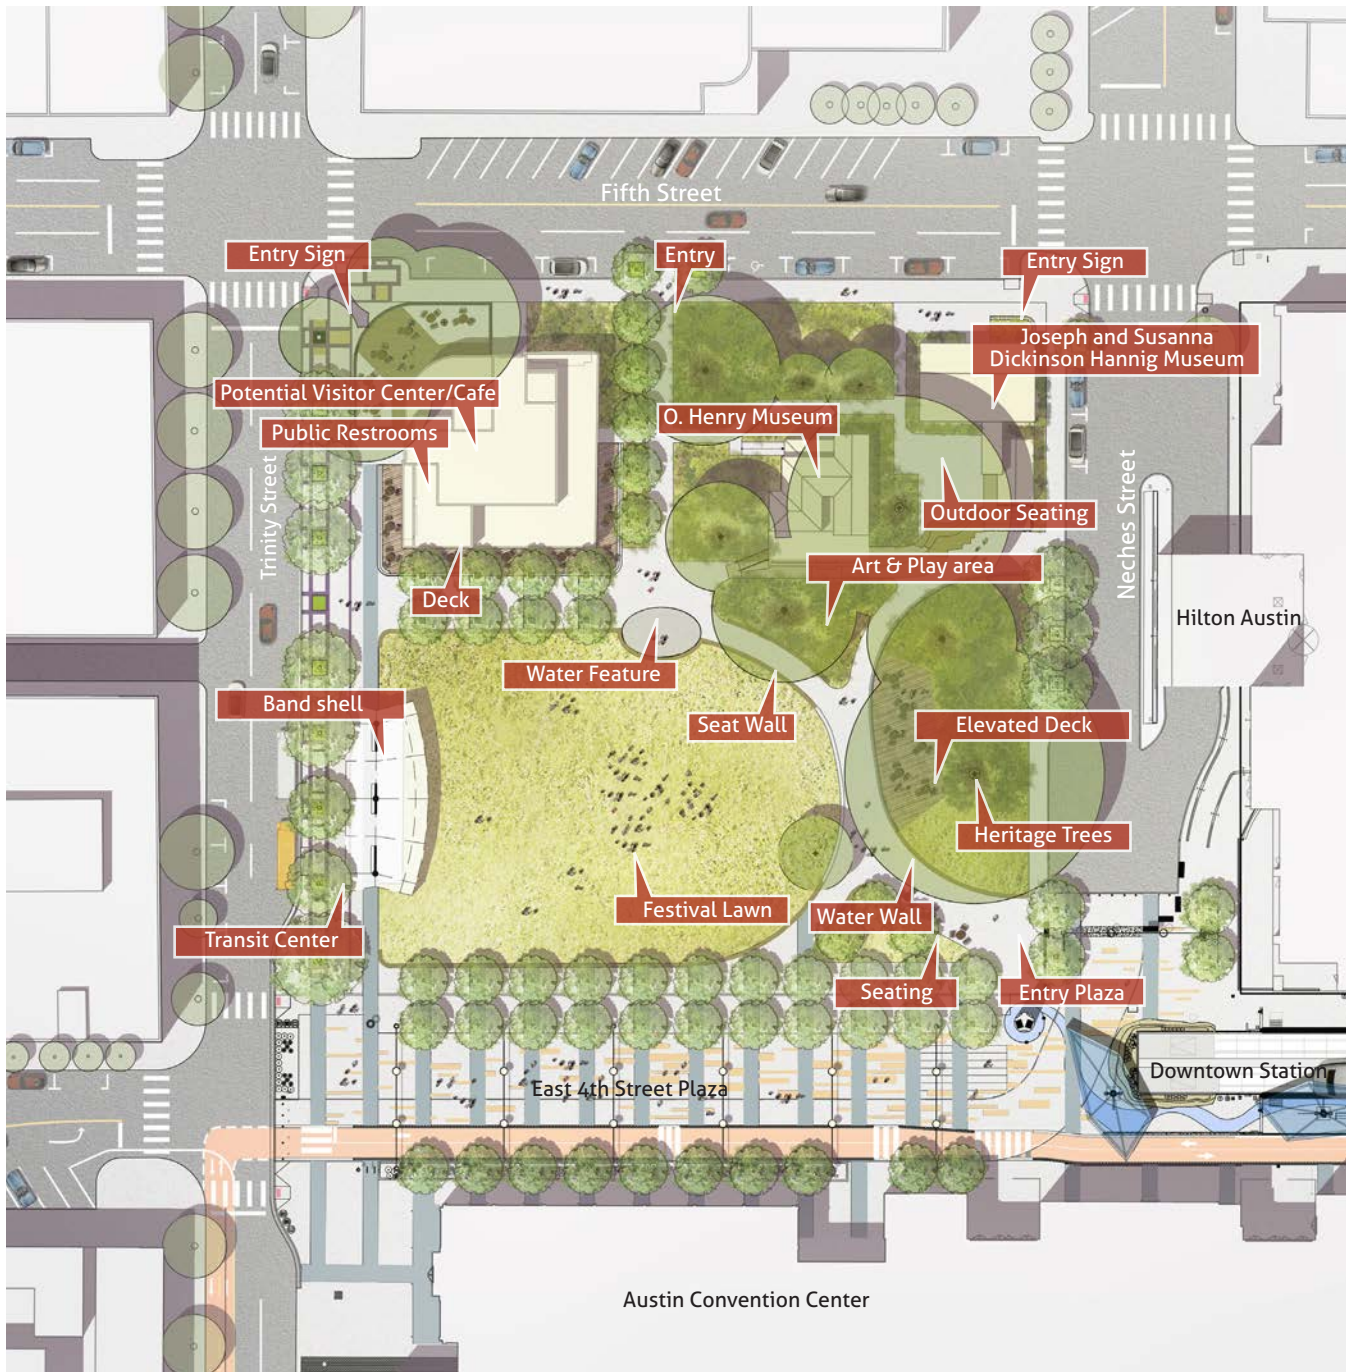 Fifth Street
Entry Sign
Entry
Entry Sign
Joseph and Susanna
Dickinson Hannig Museum
Potential Visitor Center/Cafe
O. Henry Museum
Public Restrooms
Trinity Street
Outdoor Seating
Neches Street
Art & Play area
Deck
Hilton Austin
Water Feature
Band shell
Seat Wall
Elevated Deck
Heritage Trees
Festival Lawn
Water Wall
Transit Center
Seating
Entry Plaza
Downtown Station
East 4th Street Plaza
Austin Convention Center